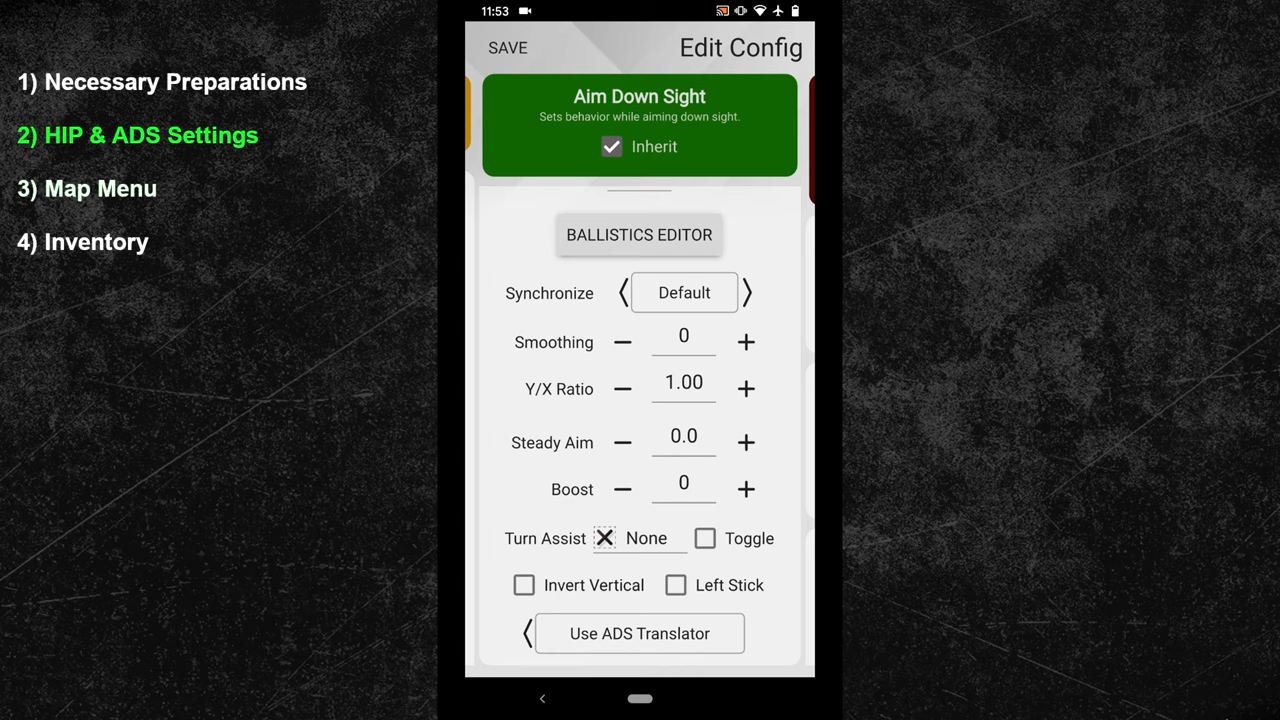 1) Necessary Preparations
2) HIP & ADS Settings
3) Map Menu
4) Inventory
11:53
SAVE
Edit Config
Aim Down Sight
Sets behavior while aiming down sight.
Inherit
BALLISTICS EDITOR
Synchronize Default
Smoothing 0
Y/X Ratio 1.00
Steady Aim 0.0
Boost 0
Turn Assist None Toggle
Invert Vertical Left Stick
Use ADS Translator